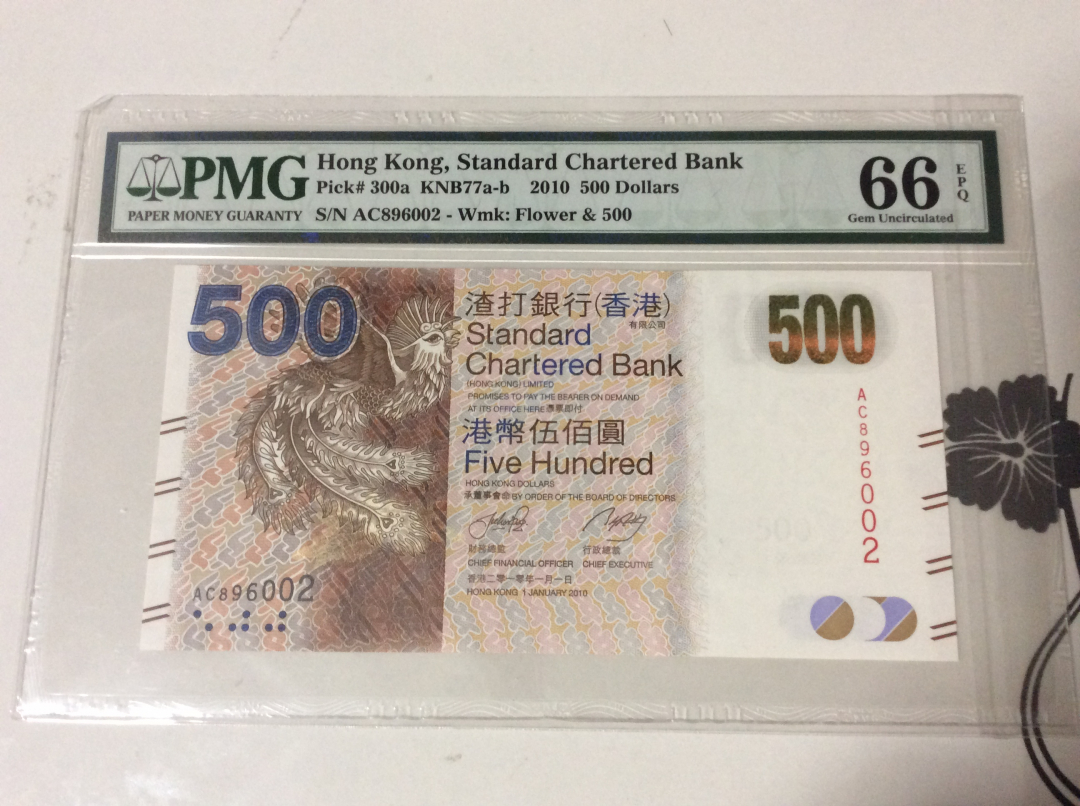 PMG
PAPER MONEY GUARANTY
Hong Kong, Standard Chartered Bank
Pick# 300a KNB77a-b 2010 500 Dollars
S/N AC896002 - Wmk: Flower & 500
66 EPQ
Gem Uncirculated
500
渣打銀行(香港)
有限公司
Standard
Chartered Bank
(HONG KONG) LIMITED
PROMISES TO PAY THE BEARER ON DEMAND
AT ITS OFFICE HERE 憑票即付
港幣伍佰圓
Five Hundred
HONG KONG DOLLARS
承董事會命 BY ORDER OF THE BOARD OF DIRECTORS
財務總監
CHIEF FINANCIAL OFFICER
行政總裁
CHIEF EXECUTIVE
香港二零一零年一月一日
HONG KONG 1 JANUARY 2010
AC896002
500
AC896002
500